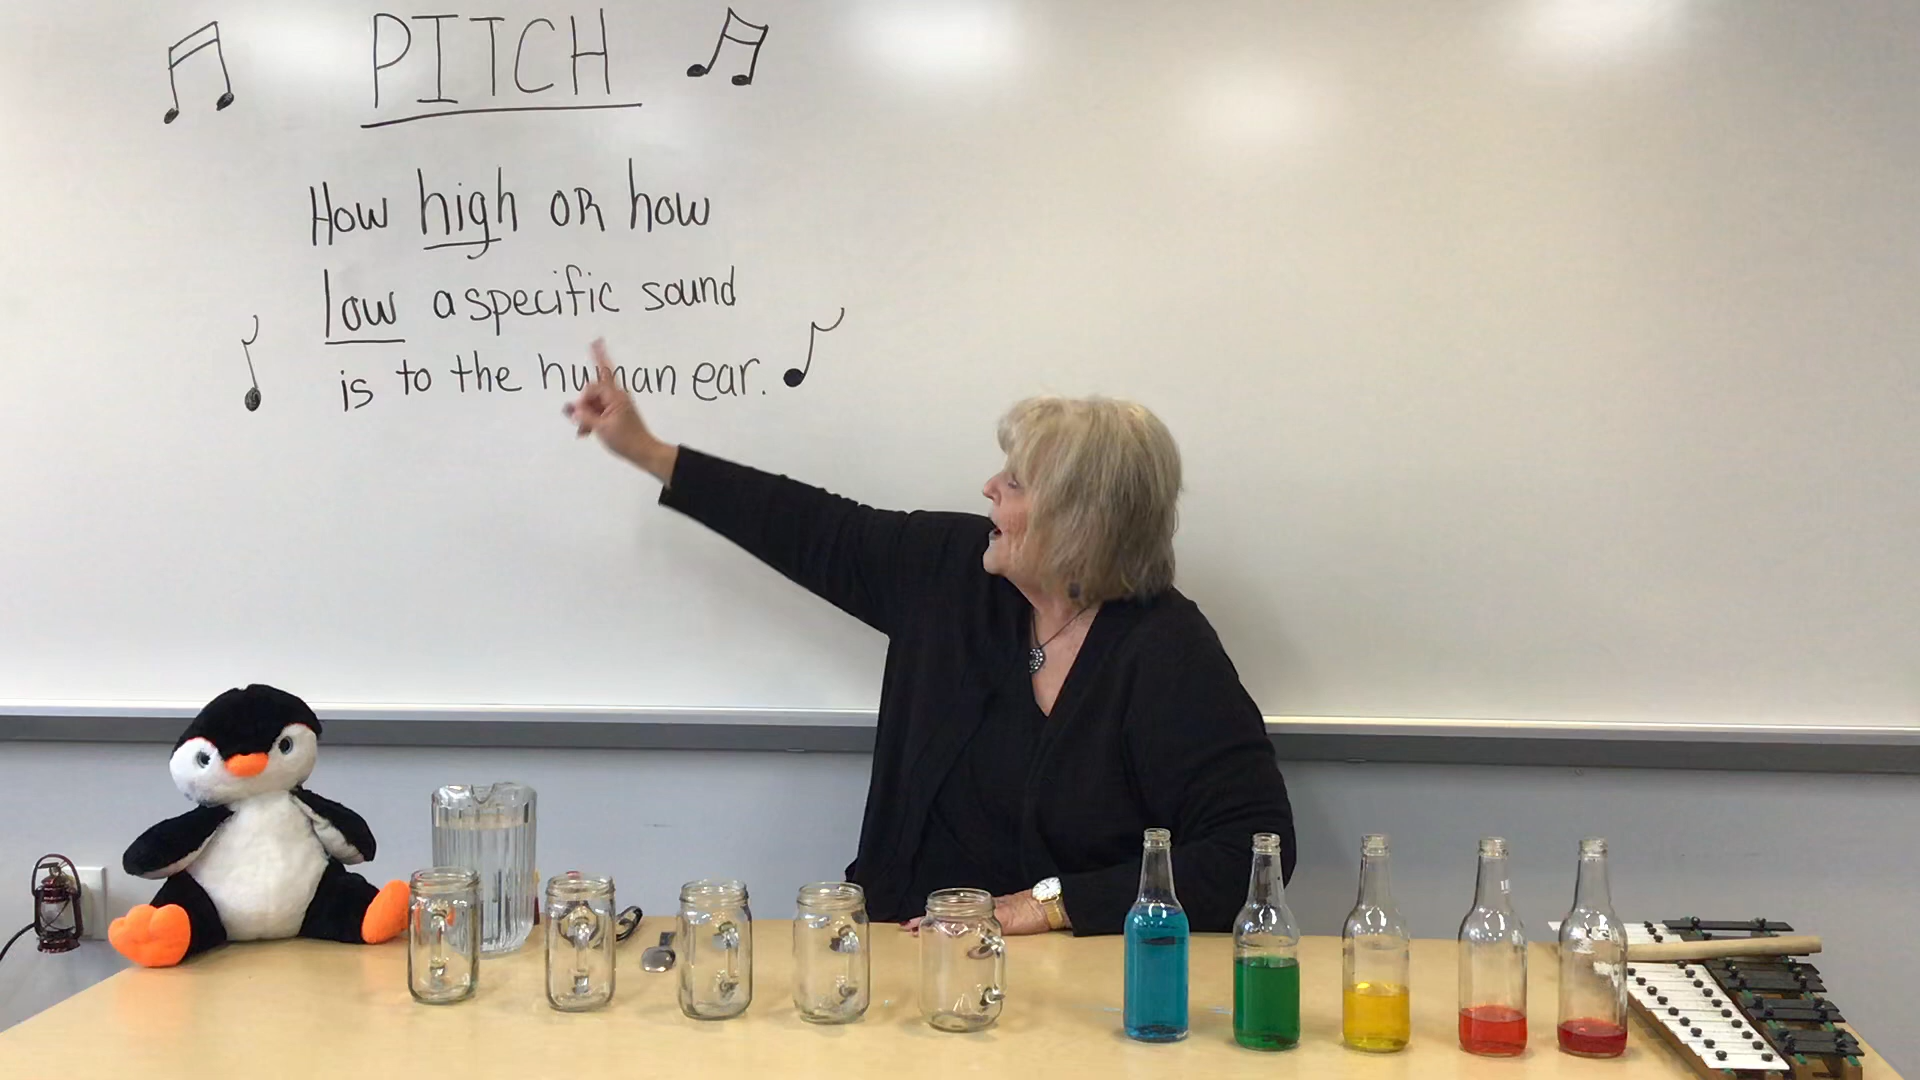 PITCH
How high OR how
low a specific sound
is to the human ear.